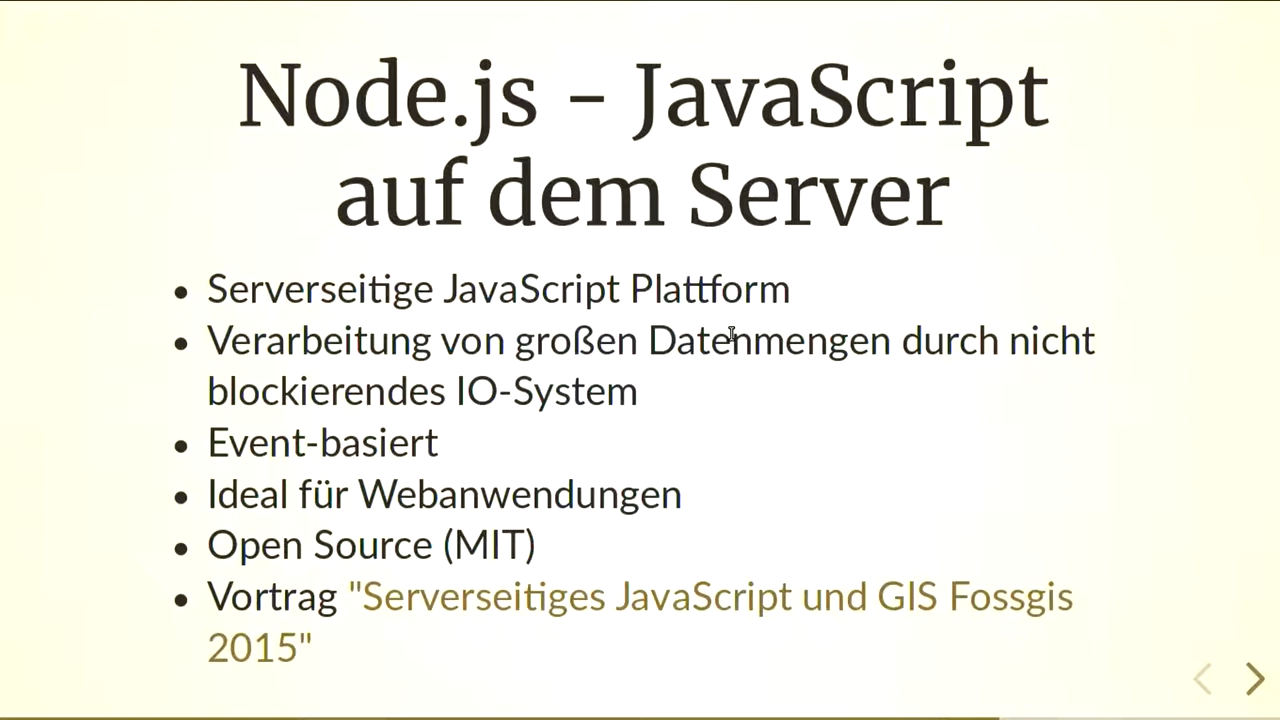 Node.js - JavaScript
auf dem Server
Serverseitige JavaScript Plattform
Verarbeitung von großen Datenmengen durch nicht
blockierendes IO-System
Event-basiert
Ideal für Webanwendungen
Open Source (MIT)
Vortrag "Serverseitiges JavaScript und GIS Fossgis
2015"